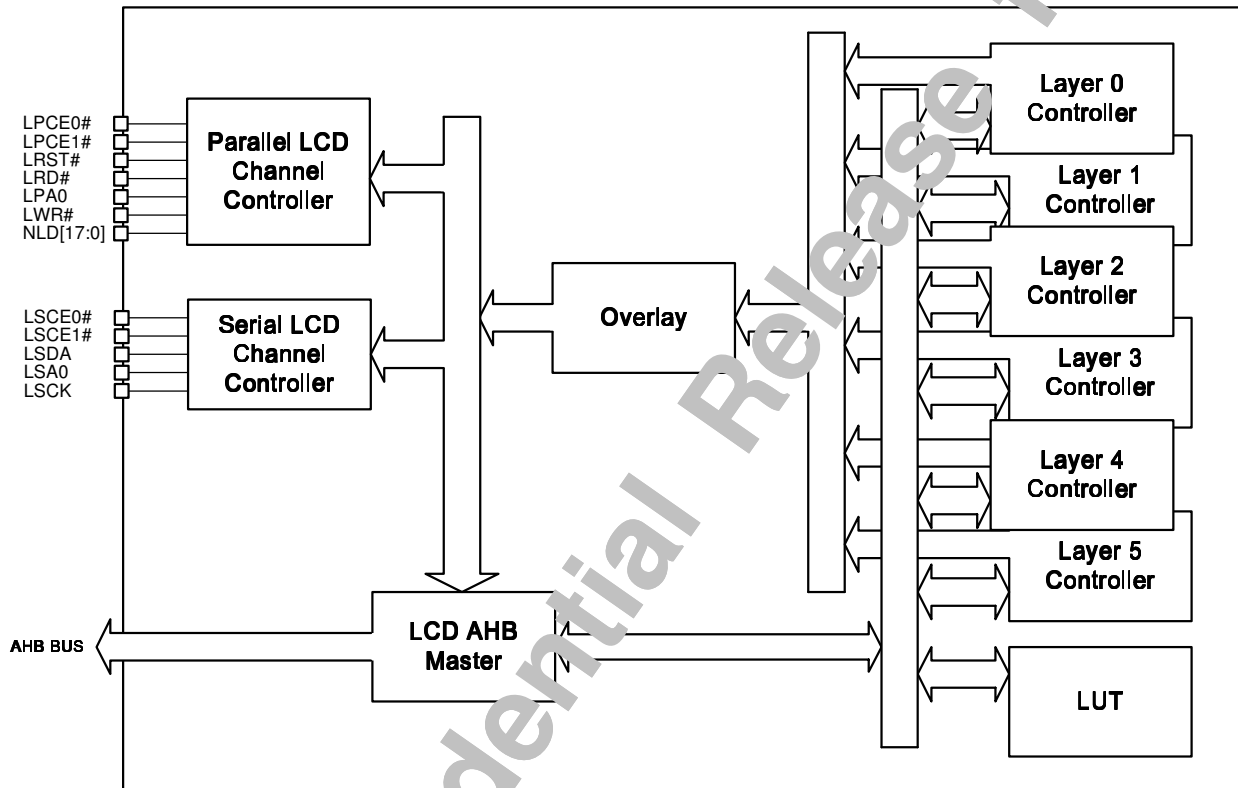 LPCE0#
LPCE1#
LRST#
LRD#
LPA0
LWR#
NLD[17:0]
Parallel LCD
Channel
Controller
LSCE0#
LSCE1#
LSDA
LSA0
LSCK
Serial LCD
Channel
Controller
Overlay
Layer 0
Controller
Layer 1
Controller
Layer 2
Controller
Layer 3
Controller
Layer 4
Controller
Layer 5
Controller
LUT
LCD AHB
Master
AHB BUS
dential Release